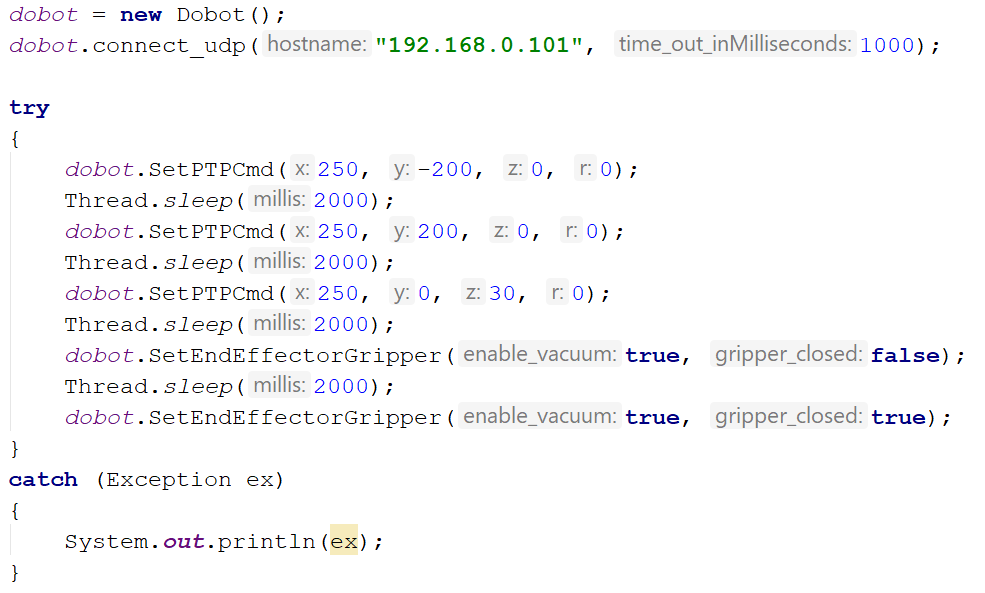 dobot = new Dobot();
dobot.connect_udp( hostname: "192.168.0.101", time_out_inMilliseconds: 1000);
try
{
dobot.SetPTPCmd( x: 250, y: -200, z: 0, r: 0);
Thread.sleep( millis: 2000);
dobot.SetPTPCmd( x: 250, y: 200, z: 0, r: 0);
Thread.sleep( millis: 2000);
dobot.SetPTPCmd( x: 250, y: 0, z: 30, r: 0);
Thread.sleep( millis: 2000);
dobot.SetEndEffectorGripper( enable_vacuum: true, gripper_closed: false);
Thread.sleep( millis: 2000);
dobot.SetEndEffectorGripper( enable_vacuum: true, gripper_closed: true);
}
catch (Exception ex)
{
System.out.println(ex);
}